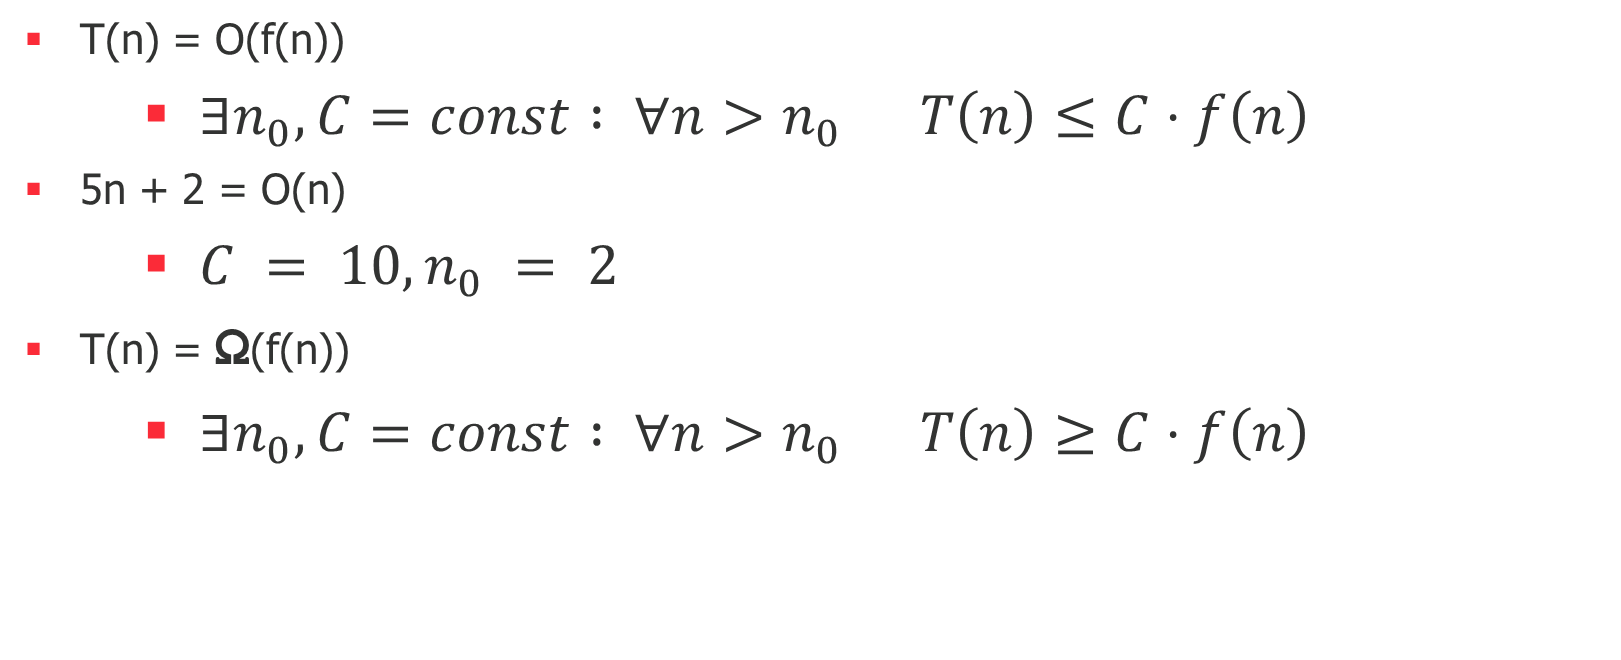 ▪ T(n) = O(f(n))
▪ ∃n₀, C = const : ∀n > n₀ T(n) ≤ C · f(n)
▪ 5n + 2 = O(n)
▪ C = 10, n₀ = 2
▪ T(n) = Ω(f(n))
▪ ∃n₀, C = const : ∀n > n₀ T(n) ≥ C · f(n)